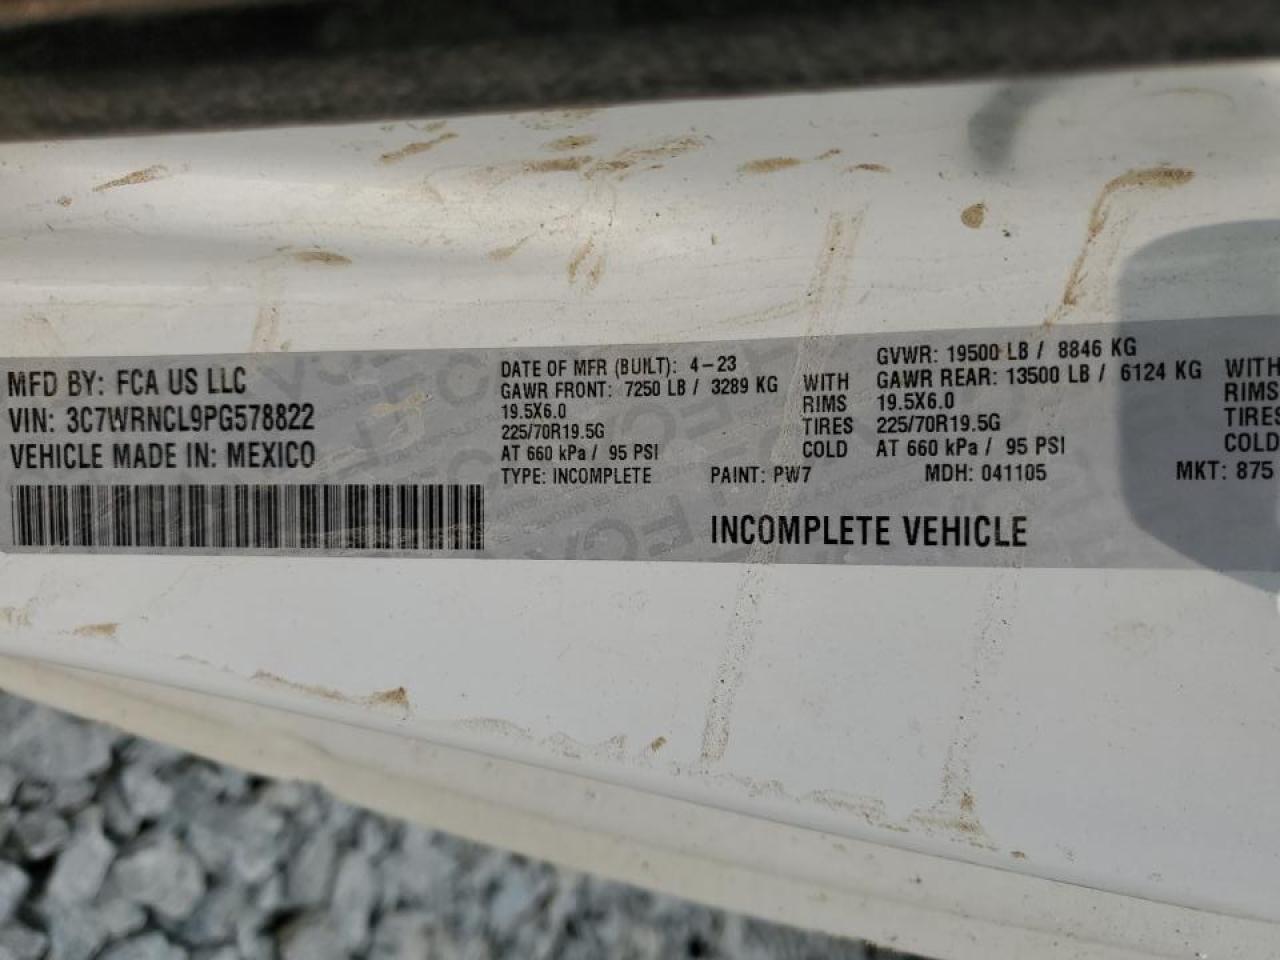 MFD BY: FCA US LLC
VIN: 3C7WRNCL9PG578822
VEHICLE MADE IN: MEXICO
DATE OF MFR (BUILT): 4-23
GAWR FRONT: 7250 LB / 3289 KG WITH
19.5X6.0 RIMS
225/70R19.5G TIRES
AT 660 kPa / 95 PSI COLD
GVWR: 19500 LB / 8846 KG
GAWR REAR: 13500 LB / 6124 KG WITH
19.5X6.0 RIMS
225/70R19.5G TIRES
AT 660 kPa / 95 PSI COLD
TYPE: INCOMPLETE PAINT: PW7 MDH: 041105 MKT: 875
INCOMPLETE VEHICLE